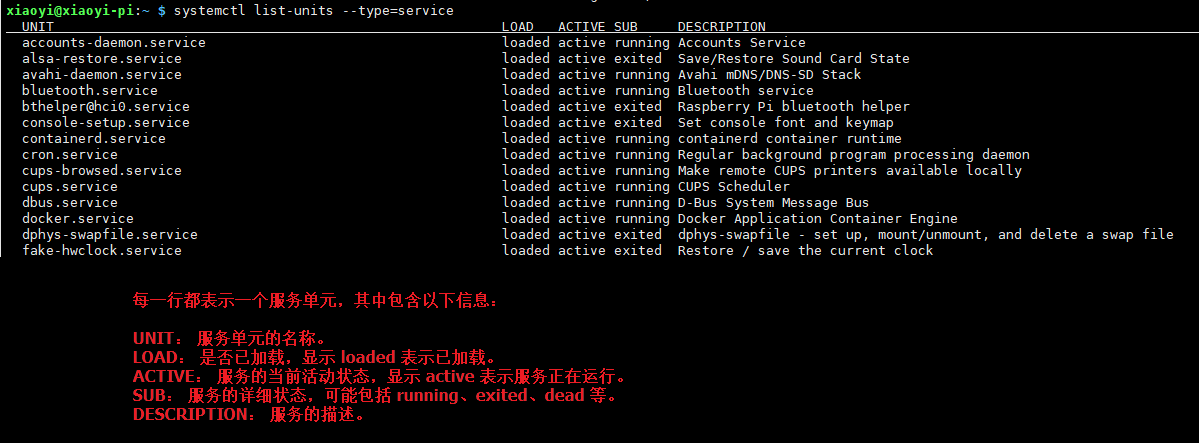 xiaoyi@xiaoyi-pi:~ $ systemctl list-units --type=service
UNIT LOAD ACTIVE SUB DESCRIPTION
accounts-daemon.service loaded active running Accounts Service
alsa-restore.service loaded active exited Save/Restore Sound Card State
avahi-daemon.service loaded active running Avahi mDNS/DNS-SD Stack
bluetooth.service loaded active running Bluetooth service
bthelper@hci0.service loaded active exited Raspberry Pi bluetooth helper
console-setup.service loaded active exited Set console font and keymap
containerd.service loaded active running containerd container runtime
cron.service loaded active running Regular background program processing daemon
cups-browsed.service loaded active running Make remote CUPS printers available locally
cups.service loaded active running CUPS Scheduler
dbus.service loaded active running D-Bus System Message Bus
docker.service loaded active running Docker Application Container Engine
dphys-swapfile.service loaded active exited dphys-swapfile - set up, mount/unmount, and delete a swap file
fake-hwclock.service loaded active exited Restore / save the current clock
每一行都表示一个服务单元，其中包含以下信息：
UNIT： 服务单元的名称。
LOAD： 是否已加载，显示 loaded 表示已加载。
ACTIVE： 服务的当前活动状态，显示 active 表示服务正在运行。
SUB： 服务的详细状态，可能包括 running、exited、dead 等。
DESCRIPTION： 服务的描述。